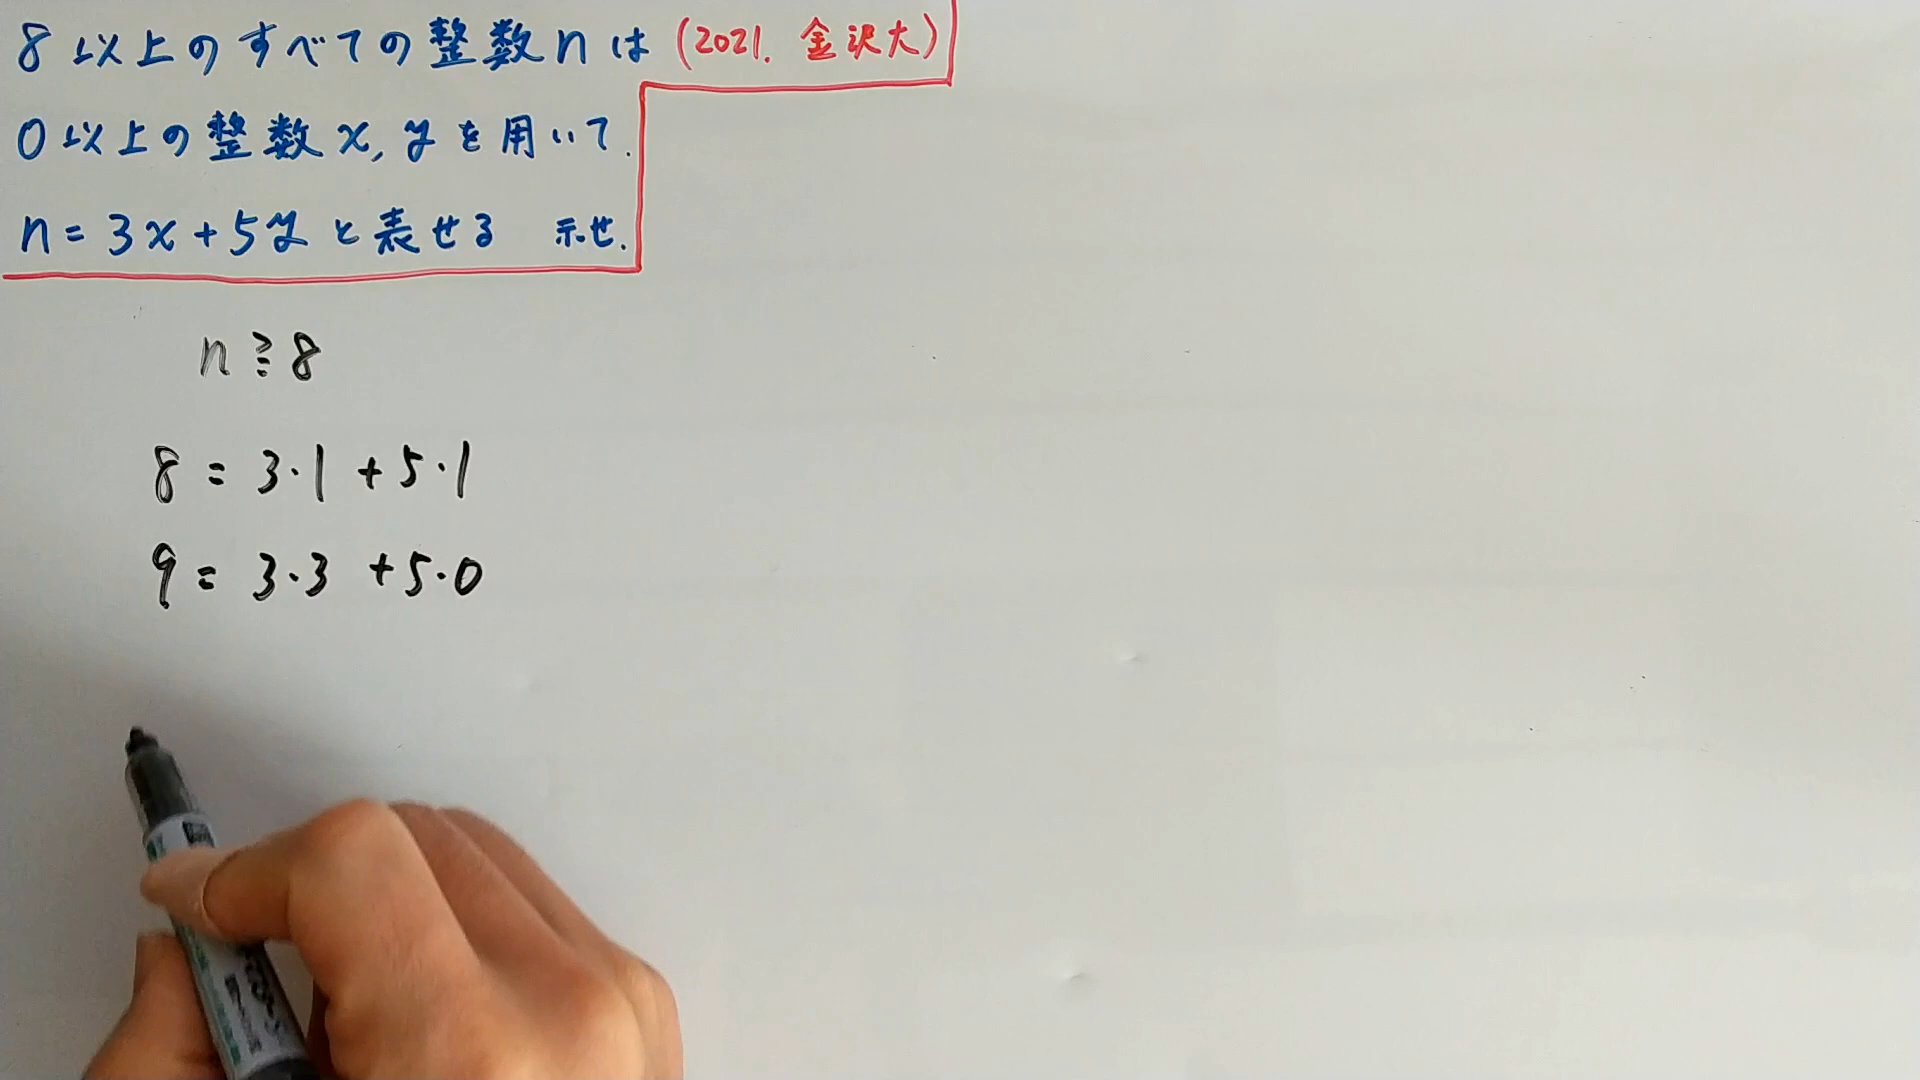 8以上のすべての整数nは (2021. 金沢大)
0以上の整数x, yを用いて.
n=3x+5yと表せる 示せ.
n≧8
8=3・1+5・1
9=3・3+5・0